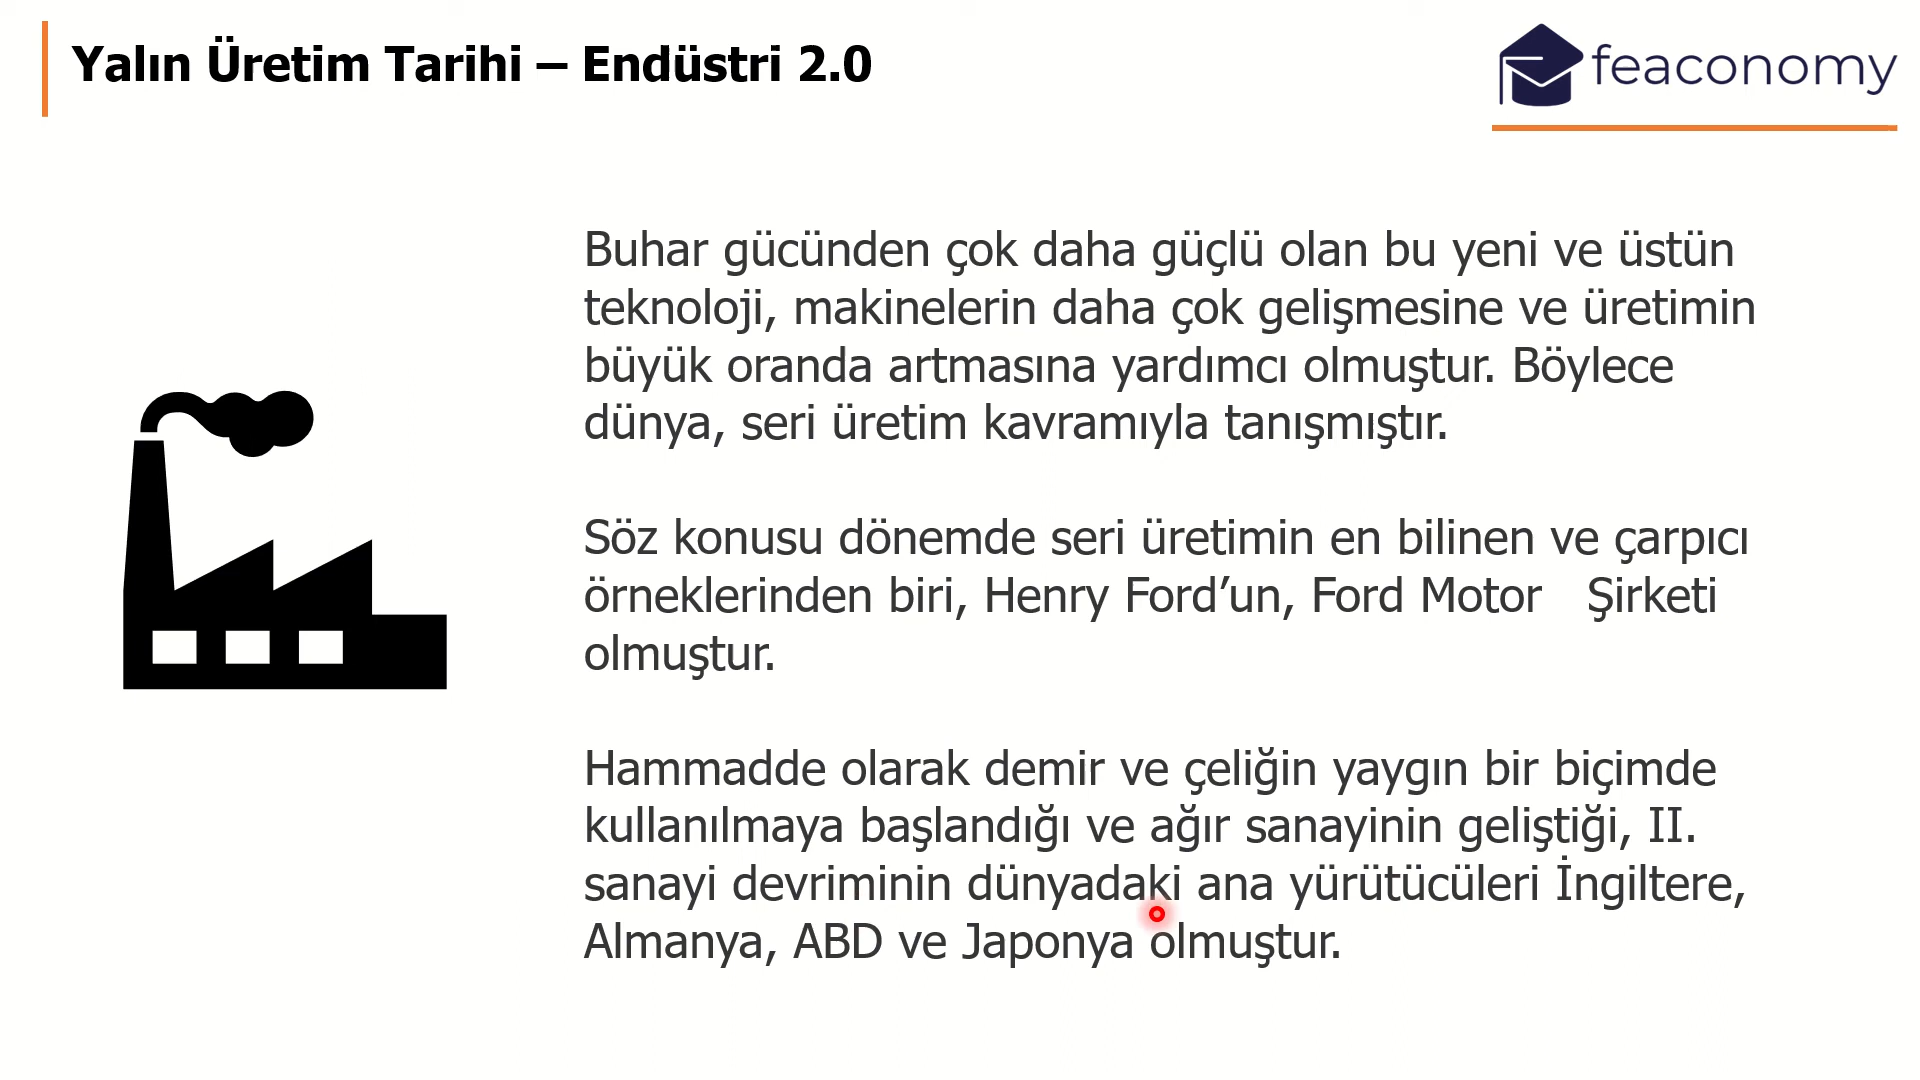 Yalın Üretim Tarihi – Endüstri 2.0
feaconomy
Buhar gücünden çok daha güçlü olan bu yeni ve üstün
teknoloji, makinelerin daha çok gelişmesine ve üretimin
büyük oranda artmasına yardımcı olmuştur. Böylece
dünya, seri üretim kavramıyla tanışmıştır.
Söz konusu dönemde seri üretimin en bilinen ve çarpıcı
örneklerinden biri, Henry Ford’un, Ford Motor   Şirketi
olmuştur.
Hammadde olarak demir ve çeliğin yaygın bir biçimde
kullanılmaya başlandığı ve ağır sanayinin geliştiği, II.
sanayi devriminin dünyadaki ana yürütücüleri İngiltere,
Almanya, ABD ve Japonya olmuştur.